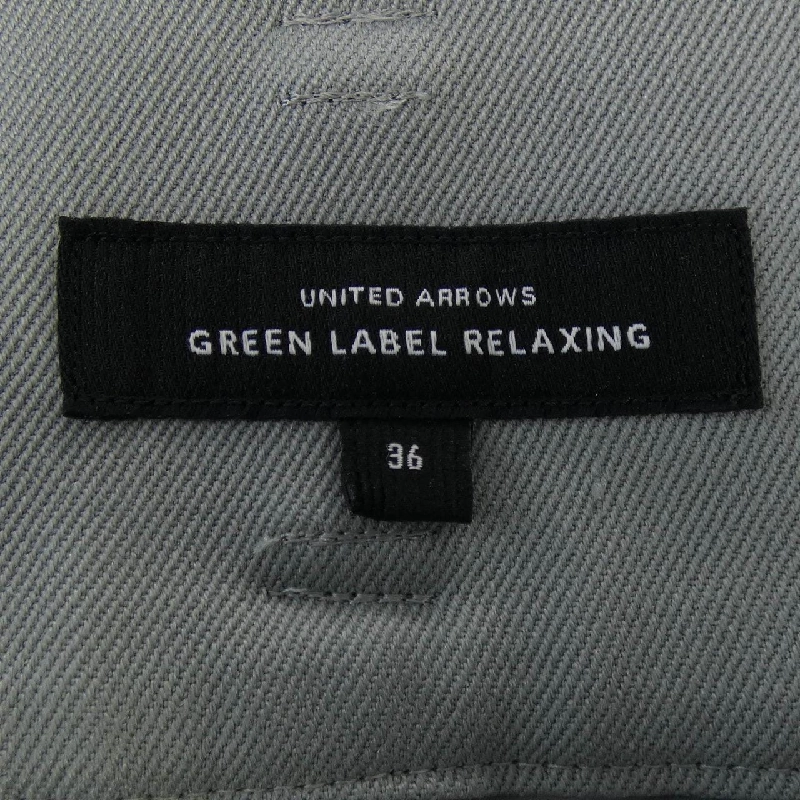 UNITED ARROWS
GREEN LABEL RELAXING
36